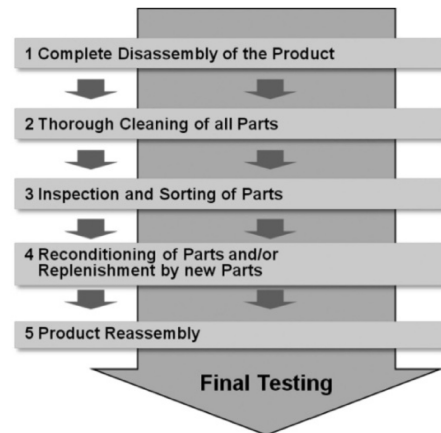 1 Complete Disassembly of the Product
2 Thorough Cleaning of all Parts
3 Inspection and Sorting of Parts
4 Reconditioning of Parts and/or
Replenishment by new Parts
5 Product Reassembly
Final Testing